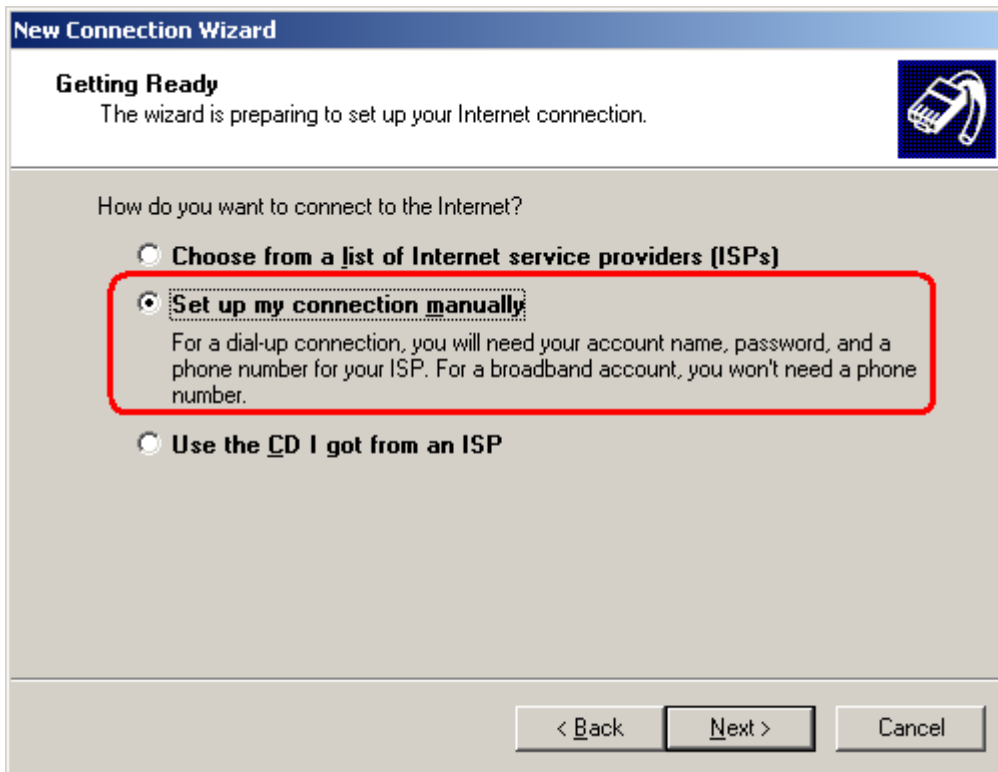 New Connection Wizard
Getting Ready
The wizard is preparing to set up your Internet connection.
How do you want to connect to the Internet?
Choose from a list of Internet service providers (ISPs)
Set up my connection manually
For a dial-up connection, you will need your account name, password, and a
phone number for your ISP. For a broadband account, you won't need a phone
number.
Use the CD I got from an ISP
< Back Next > Cancel